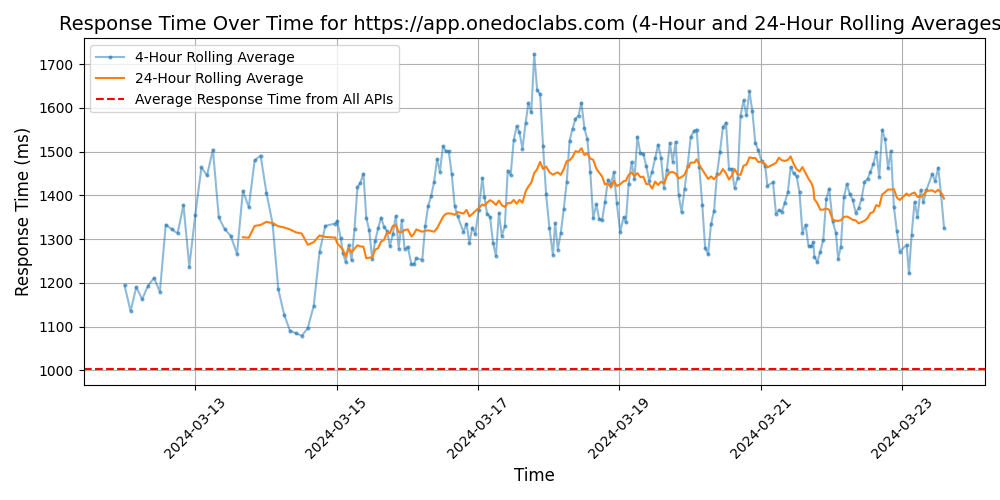 Response Time Over Time for https://app.onedoclabs.com (4-Hour and 24-Hour Rolling Averages
4-Hour Rolling Average
24-Hour Rolling Average
Average Response Time from All APIs
Response Time (ms)
1700
1600
1500
1400
1300
1200
1100
1000
2024-03-13
2024-03-15
2024-03-17
2024-03-19
2024-03-21
2024-03-23
Time